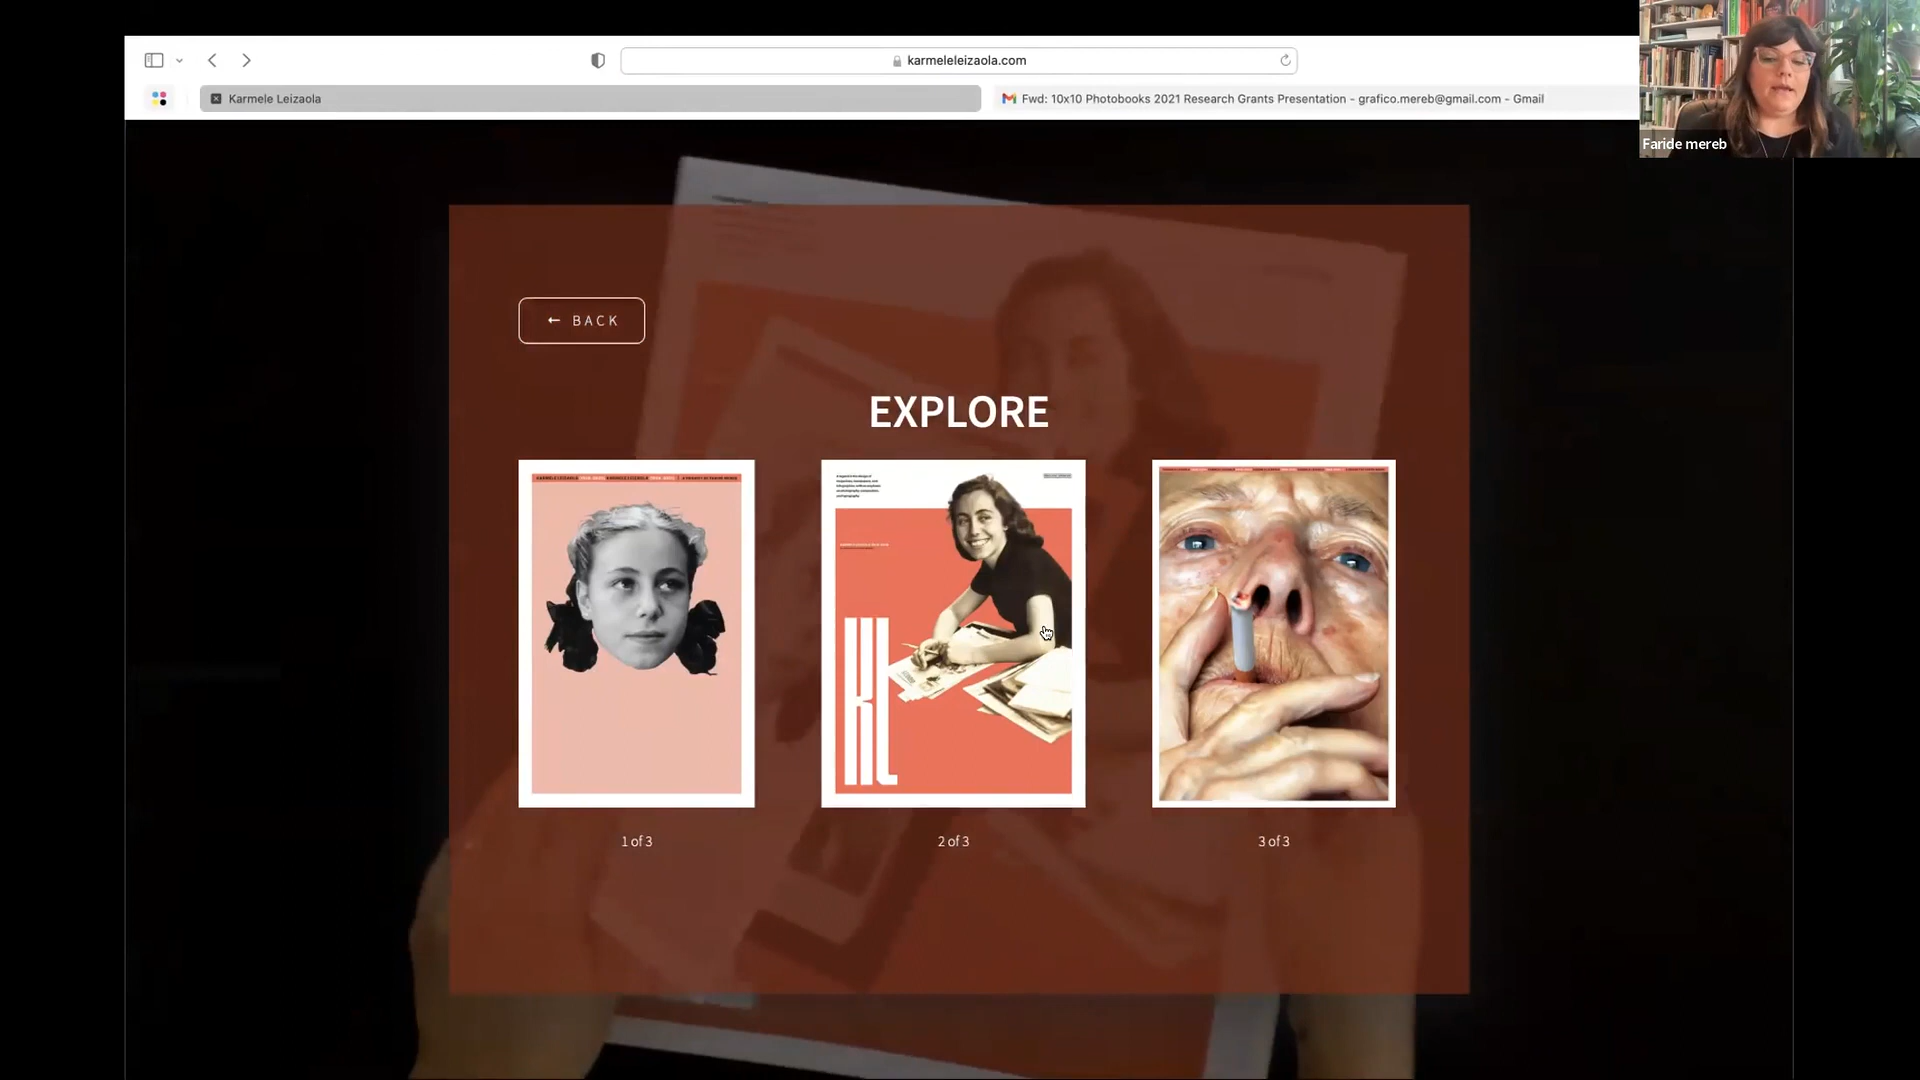 karmeleleizaola.com
Karmele Leizaola
Fwd: 10x10 Photobooks 2021 Research Grants Presentation - grafico.mereb@gmail.com - Gmail
Faride mereb
← BACK
EXPLORE
KL
1 of 3
2 of 3
3 of 3